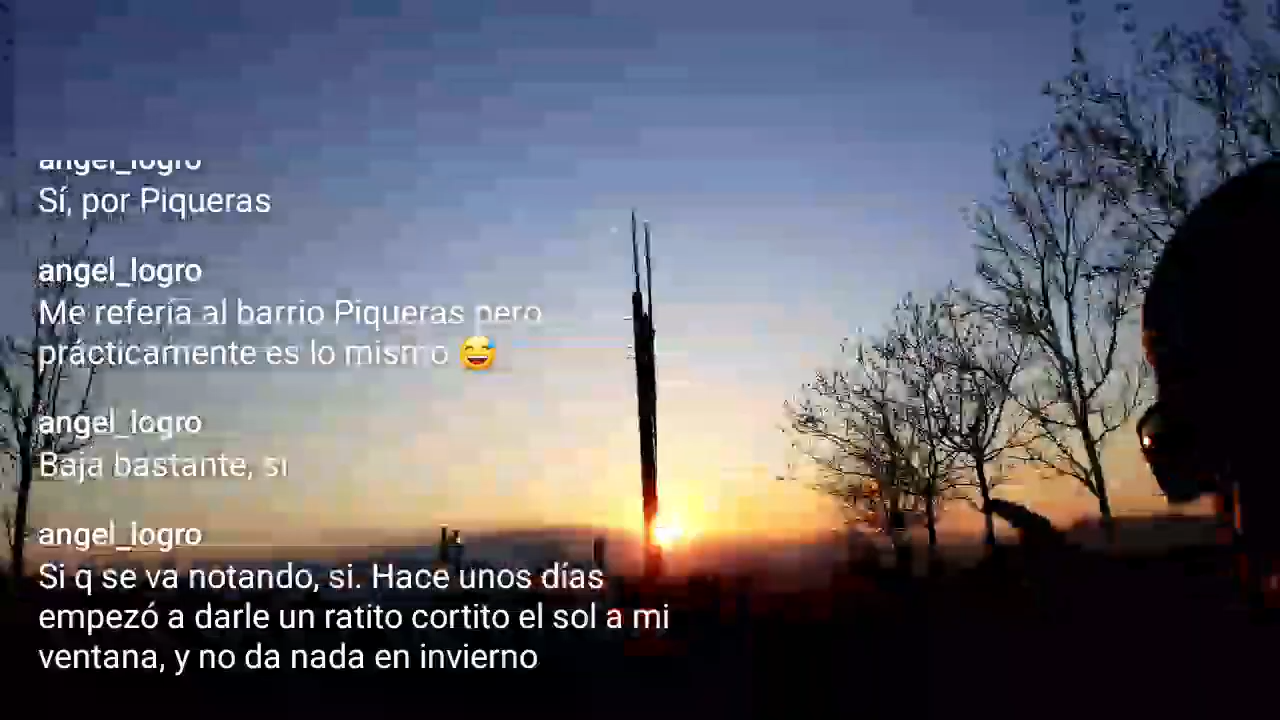 angel_logro
Sí, por Piqueras
angel_logro
Me refería al barrio Piqueras pero
prácticamente es lo mismo 😅
angel_logro
Baja bastante, si
angel_logro
Si q se va notando, si. Hace unos días
empezó a darle un ratito cortito el sol a mi
ventana, y no da nada en invierno